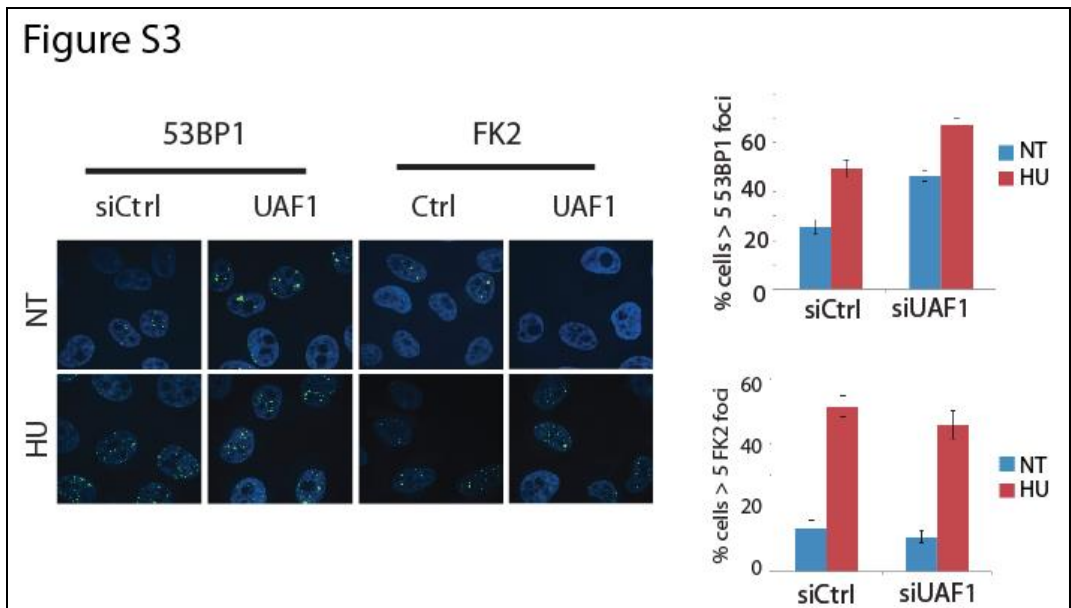 Figure S3
53BP1
FK2
siCtrl
UAF1
Ctrl
UAF1
NT
HU
% cells > 5 53BP1 foci
60
40
20
0
siCtrl
siUAF1
NT
HU
% cells > 5 FK2 foci
60
40
20
0
siCtrl
siUAF1
NT
HU